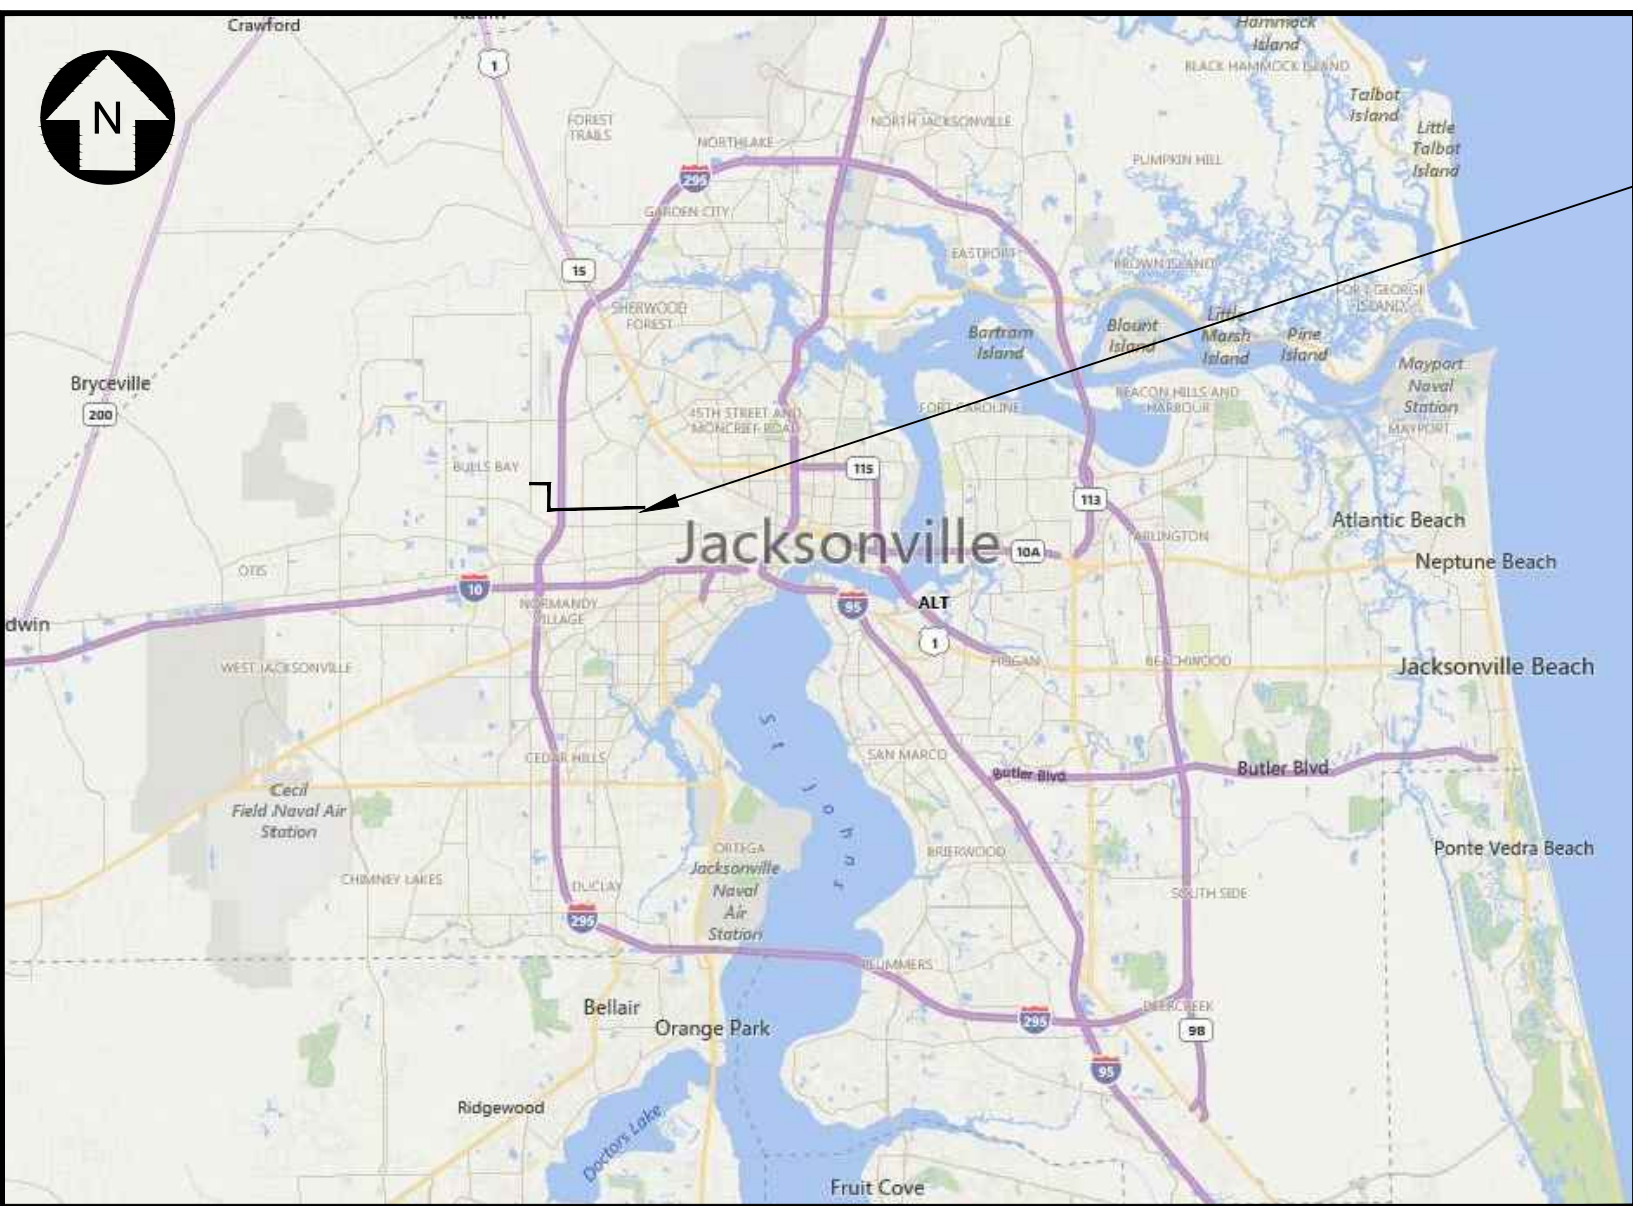 Crawford
Hammock
Island
N
1
BLACK HAMMOCK ISLAND
Talbot
Island
FOREST
TRAILS
NORTH JACKSONVILLE
Little
Talbot
Island
NORTHLAKE
PUMPKIN HILL
295
GARDEN CITY
EASTPORT
BROWN ISLAND
15
FORT GEORGE
ISLAND
SHERWOOD
FOREST
Bartram
Island
Blount
Island
Little
Marsh
Island
Pine
Island
Mayport
Naval
Station
MAYPORT
Bryceville
200
45TH STREET AND
MONCRIEF ROAD
FORT CAROLINE
BEACON HILLS AND
HARBOUR
BULLS BAY
115
113
Jacksonville
Atlantic Beach
ARLINGTON
10A
Neptune Beach
OTIS
10
NORMANDY
VILLAGE
95
ALT
1
dwin
WEST JACKSONVILLE
HOGAN
BEACHWOOD
Jacksonville Beach
St Johns
CEDAR HILLS
SAN MARCO
Butler Blvd
Butler Blvd
Cecil
Field Naval Air
Station
ORTEGA
Jacksonville
Naval
Air
Station
BRIERWOOD
Ponte Vedra Beach
CHIMNEY LAKES
DUCLAY
SOUTH SIDE
295
PLUMMERS
Bellair
Orange Park
295
DEERCREEK
9B
95
Ridgewood
Doctors Lake
Fruit Cove